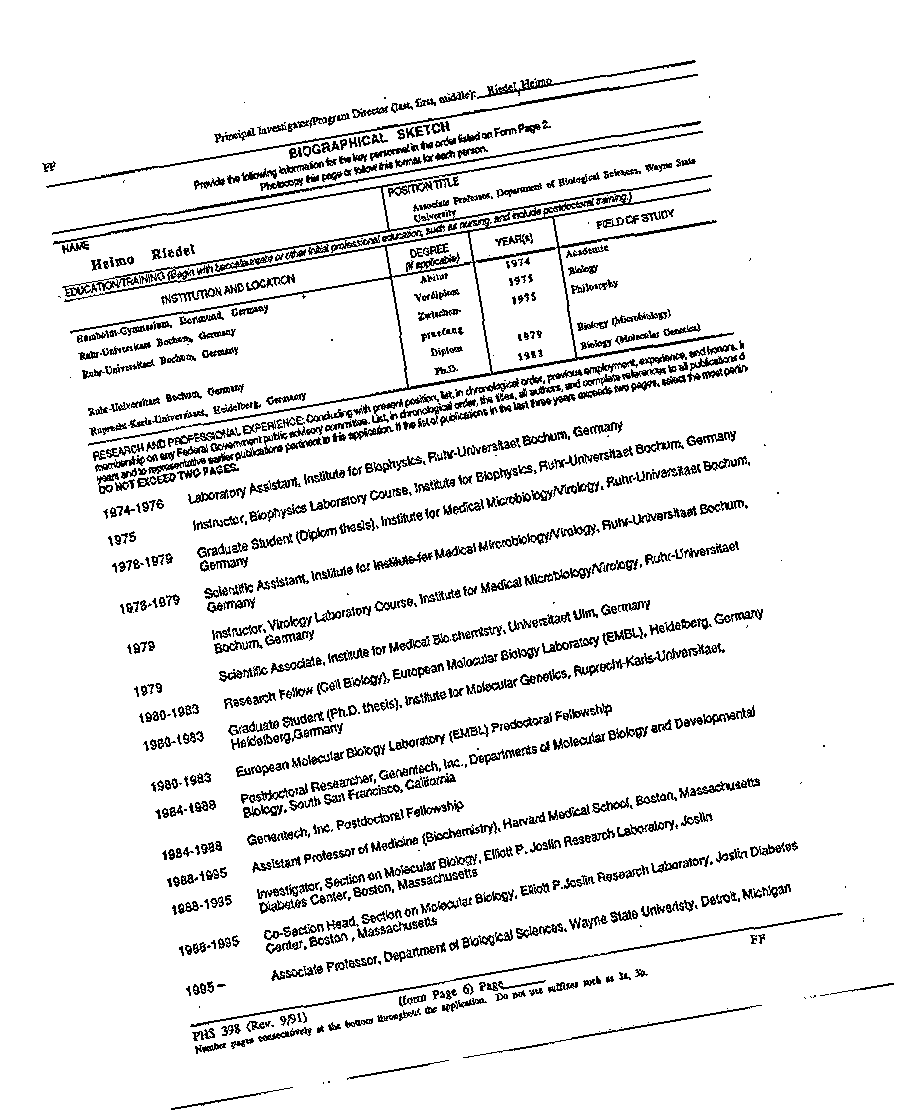 Principal Investigator/Program Director (last, first, middle): Riedel, Heimo
FF
BIOGRAPHICAL SKETCH
Provide the following information for the key personnel in the order listed on Form Page 2.
Photocopy this page or follow this format for each person.
NAME
Heimo Riedel
POSITION TITLE
Associate Professor, Department of Biological Sciences, Wayne State
University
EDUCATION/TRAINING (Begin with baccalaureate or other initial professional education, such as nursing, and include postdoctoral training.)
INSTITUTION AND LOCATION DEGREE (if applicable) YEAR(s) FIELD OF STUDY
Humboldt-Gymnasium, Dortmund, Germany Abitur 1974 Academic
Ruhr-Universitaet Bochum, Germany Vordiplom 1975 Biology
Ruhr-Universitaet Bochum, Germany Zwischen- 1975 Philosophy
pruefung
Ruhr-Universitaet Bochum, Germany Diplom 1979 Biology (Microbiology)
Ruprecht-Karls-Universitaet, Heidelberg, Germany Ph.D. 1983 Biology (Molecular Genetics)
RESEARCH AND PROFESSIONAL EXPERIENCE: Concluding with present position, list, in chronological order, previous employment, experience, and honors.
membership on any Federal Government public advisory committee. List, in chronological order, the titles, all authors, and complete references to all publications d
years and to representative earlier publications pertinent to this application. If the list of publications in the last three years exceeds two pages, select the most pertin
DO NOT EXCEED TWO PAGES.
1974-1976 Laboratory Assistant, Institute for Biophysics, Ruhr-Universitaet Bochum, Germany
1975 Instructor, Biophysics Laboratory Course, Institute for Biophysics, Ruhr-Universitaet Bochum, Germany
1978-1979 Graduate Student (Diplom thesis), Institute for Medical Microbiology/Virology, Ruhr-Universitaet Bochum,
Germany
1978-1979 Scientific Assistant, Institute for Institute for Medical Mircrobiology/Virology, Ruhr-Universitaet Bochum,
Germany
1979 Instructor, Virology Laboratory Course, Institute for Medical Microbiology/Virology, Ruhr-Universitaet
Bochum, Germany
1979 Scientific Associate, Institute for Medical Biochemistry, Universitaet Ulm, Germany
1980-1983 Research Fellow (Cell Biology), European Molecular Biology Laboratory (EMBL), Heidelberg, Germany
1980-1983 Graduate Student (Ph.D. thesis), Institute for Molecular Genetics, Ruprecht-Karls-Universitaet,
Heidelberg,Germany
1980-1983 European Molecular Biology Laboratory (EMBL) Predoctoral Fellowship
1984-1988 Postdoctoral Researcher, Genentech, Inc., Departments of Molecular Biology and Developmental
Biology, South San Francisco, California
1984-1988 Genentech, Inc. Postdoctoral Fellowship
1988-1995 Assistant Professor of Medicine (Biochemistry), Harvard Medical School, Boston, Massachusetts
1988-1995 Investigator, Section on Molecular Biology, Elliott P. Joslin Research Laboratory, Joslin
Diabetes Center, Boston, Massachusetts
1988-1995 Co-Section Head, Section on Molecular Biology, Elliott P.Joslin Research Laboratory, Joslin Diabetes
Center, Boston , Massachusetts
1995 – Associate Professor, Department of Biological Sciences, Wayne State Univeristy, Detroit, Michigan
PHS 398 (Rev. 9/91) (form Page 6) Page FF
Number pages consecutively at the bottom throughout the application. Do not use suffixes such as 3a, 3b.